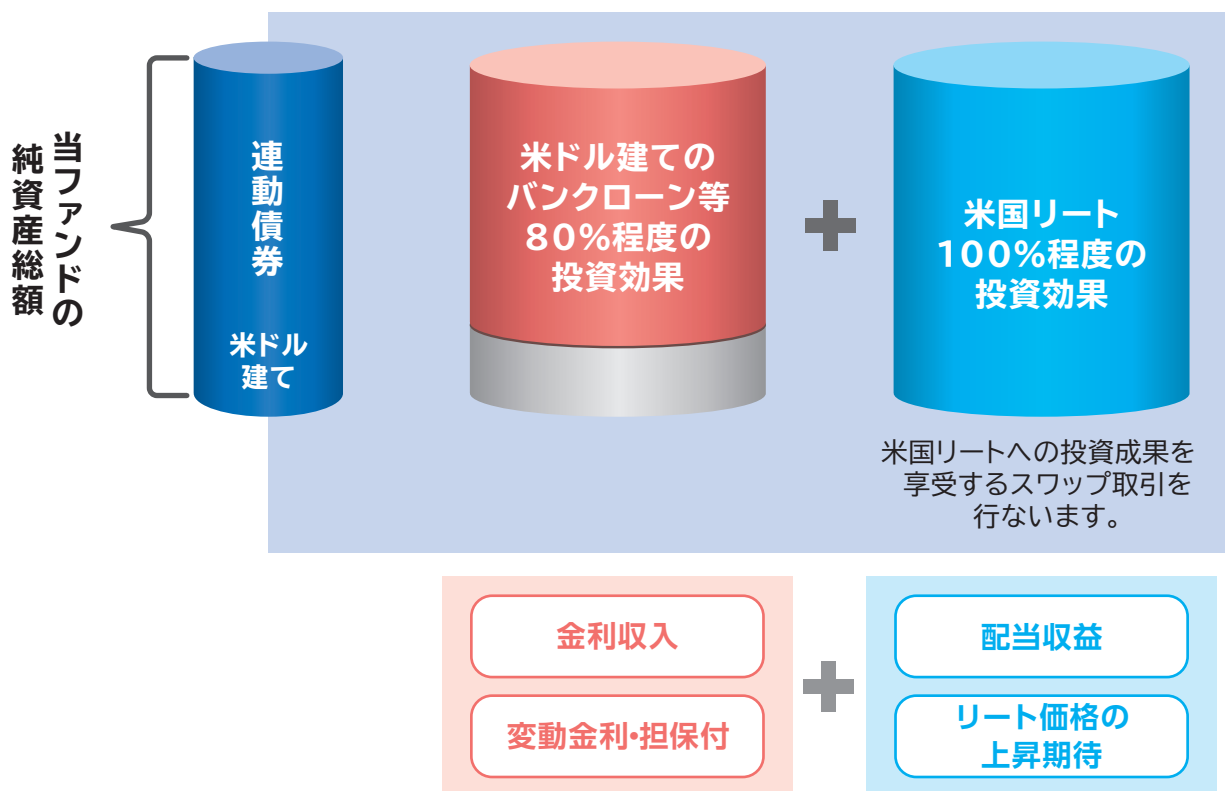 当ファンドの
純資産総額
連動債券
米ドル
建て
米ドル建ての
バンクローン等
80%程度の
投資効果
米国リート
100%程度の
投資効果
米国リートへの投資成果を
享受するスワップ取引を
行ないます。
金利収入
変動金利・担保付
配当収益
リート価格の
上昇期待